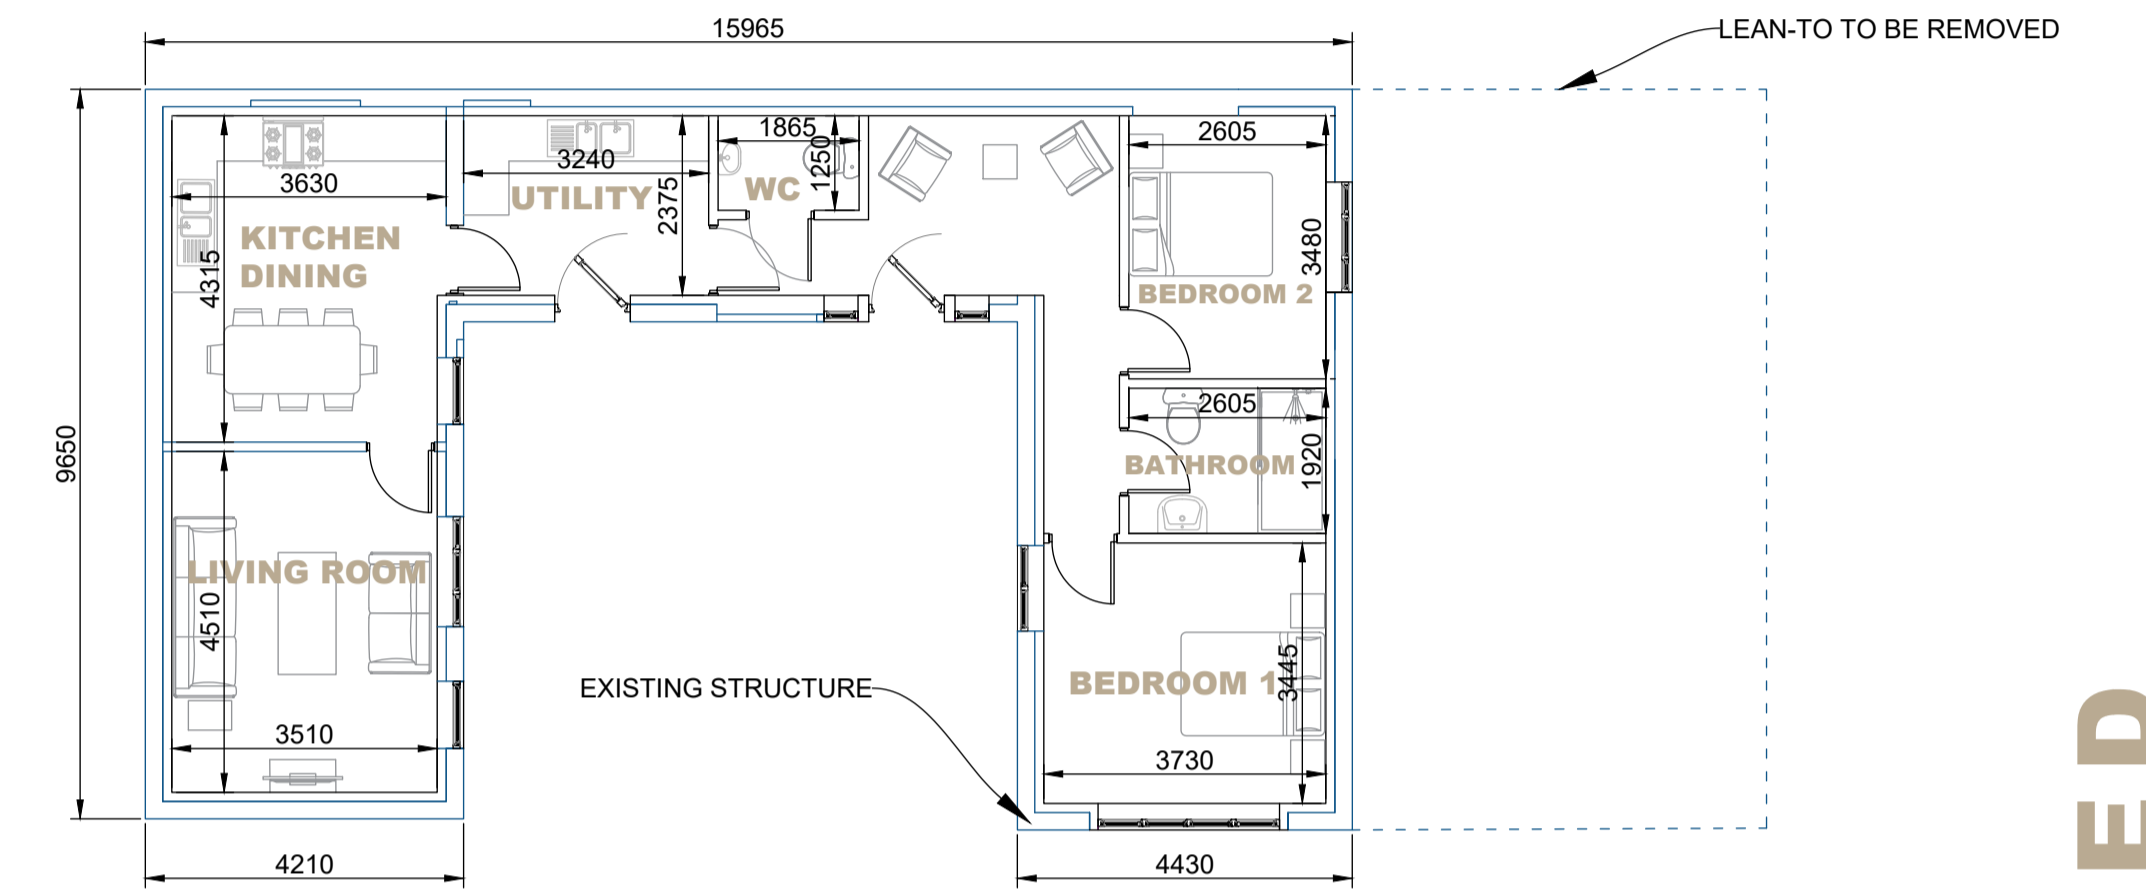 15965
LEAN-TO TO BE REMOVED
1865
2605
1250
3240
3630
UTILITY
WC
2375
KITCHEN
DINING
4315
3480
BEDROOM 2
2605
9650
BATHROOM
1920
LIVING ROOM
4510
EXISTING STRUCTURE
BEDROOM 1
3445
3510
3730
4210
4430
ED